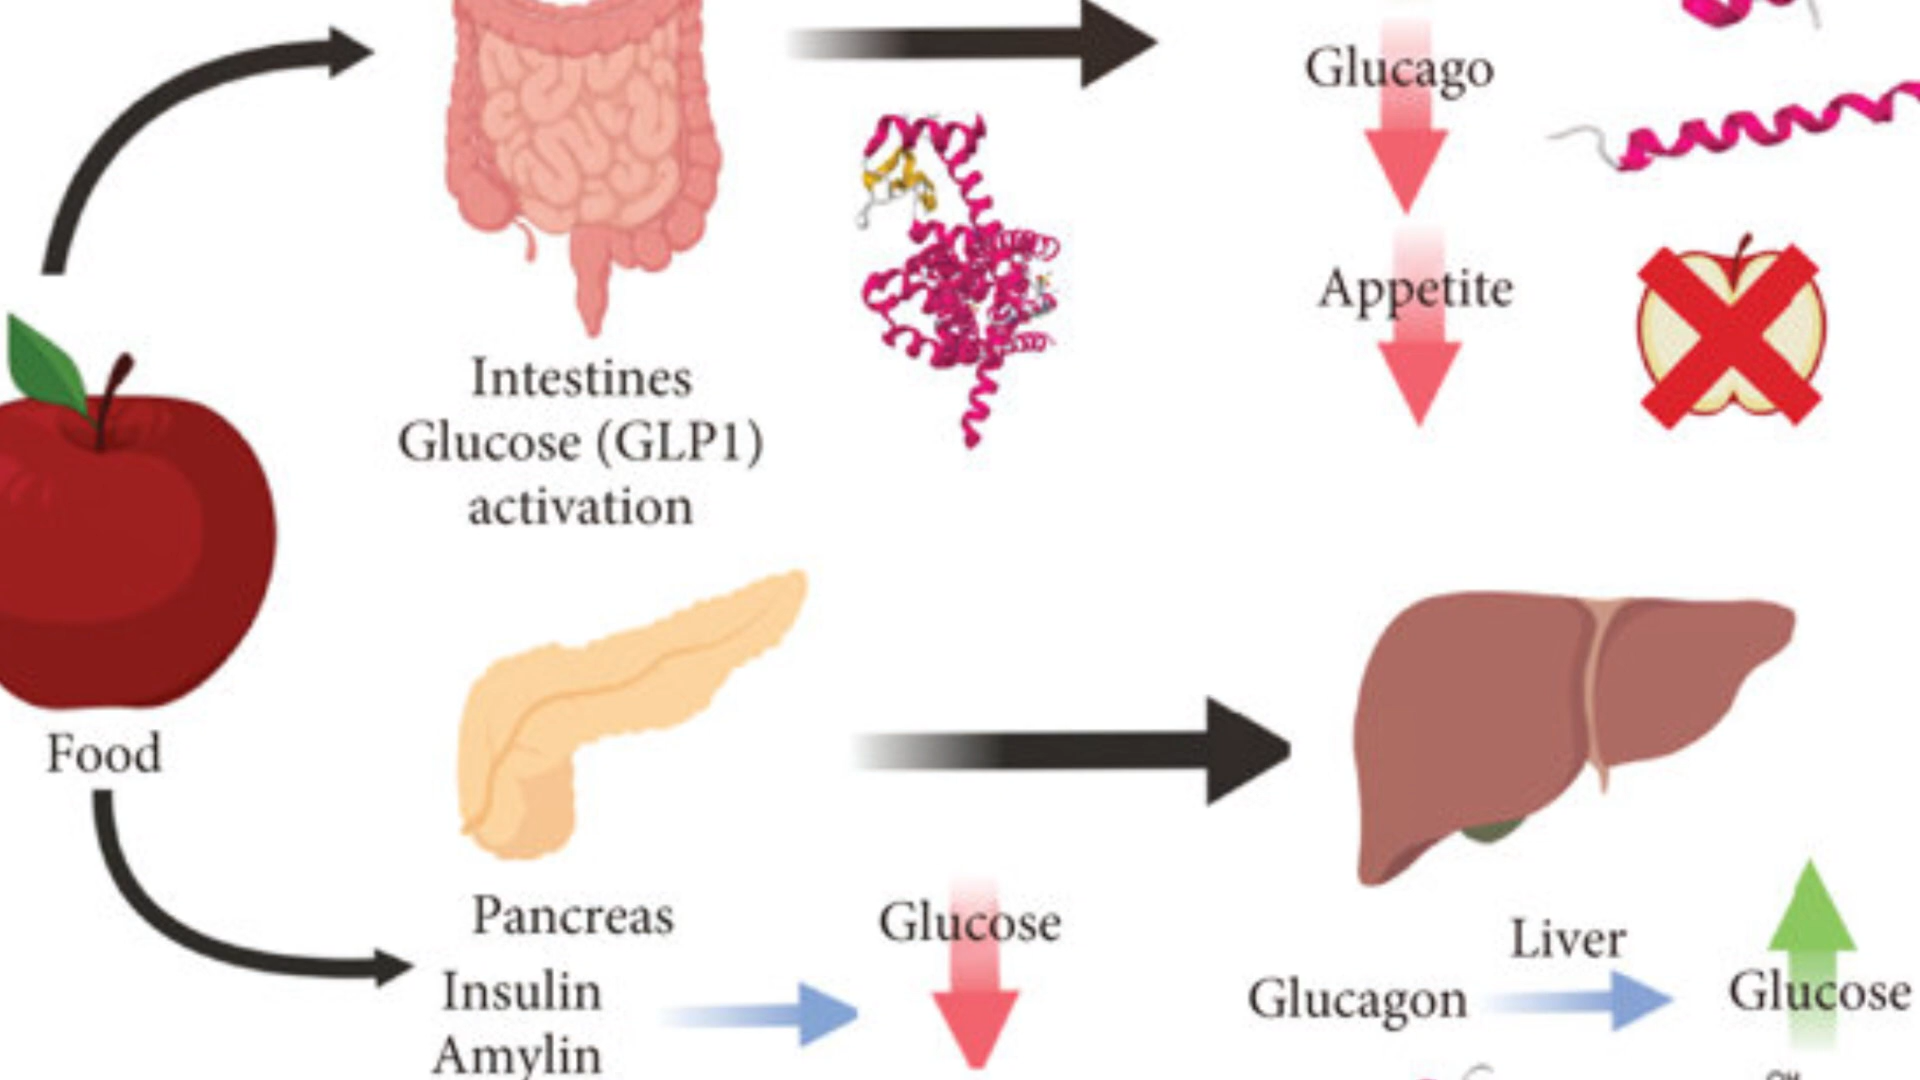 Glucago
Appetite
Intestines
Glucose (GLP1)
activation
Food
Pancreas
Insulin
Amylin
Glucose
Liver
Glucagon
Glucose